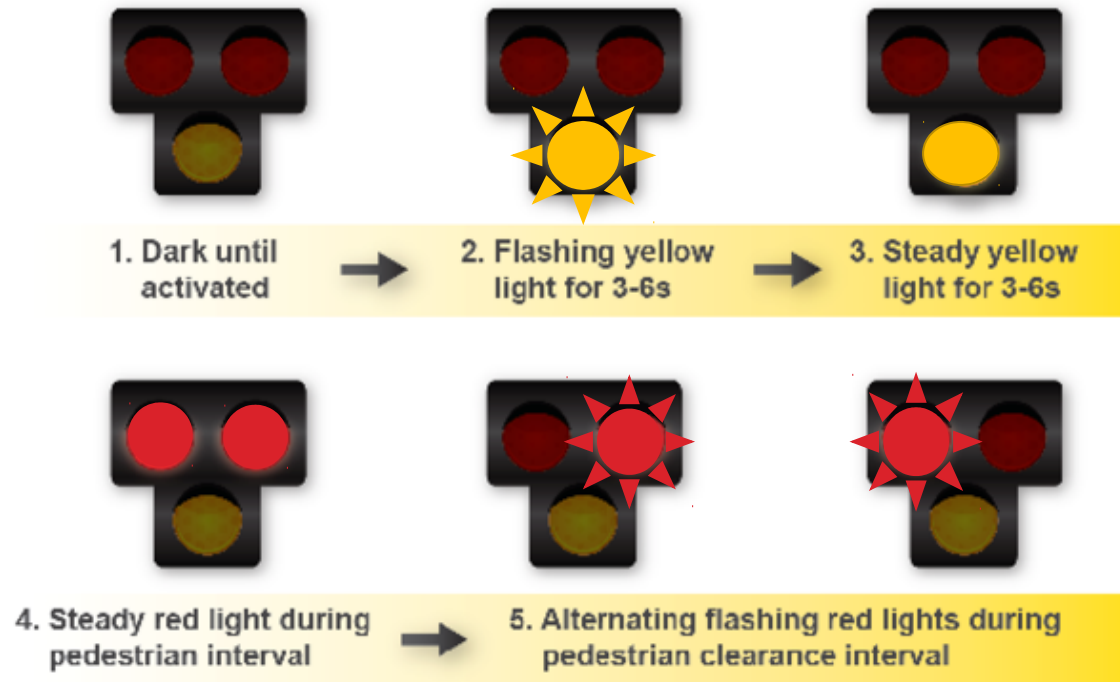 1. Dark until
activated
2. Flashing yellow
light for 3-6s
3. Steady yellow
light for 3-6s
4. Steady red light during
pedestrian interval
5. Alternating flashing red lights during
pedestrian clearance interval